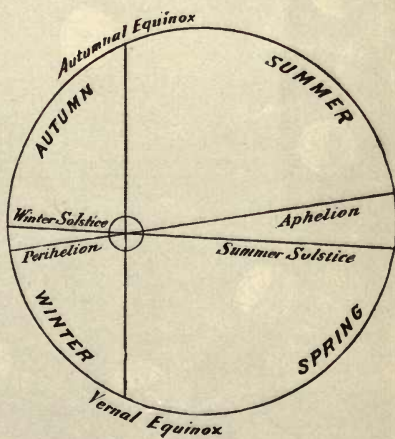 Autumnal Equinox
SUMMER
AUTUMN
Winter Solstice
Aphelion
Perihelion
Summer Solstice
WINTER
SPRING
Vernal Equinox